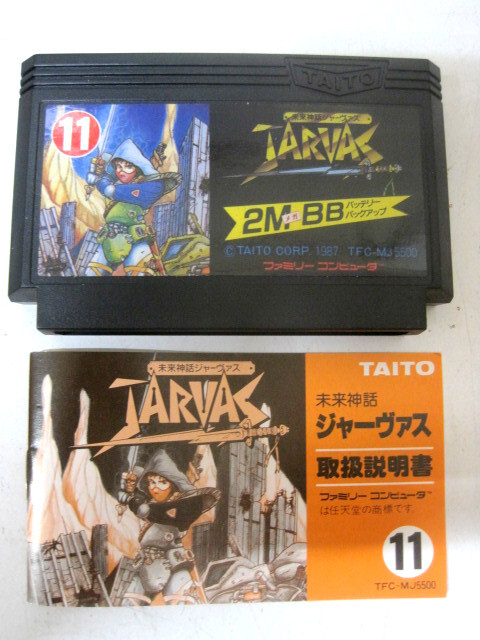 TAITO
11
未来神話ジャーヴァス
JARVAS
2M BB バッテリー
バックアップ
© TAITO CORP. 1987 TFC-MJ5500
ファミリー コンピュータ
未来神話ジャーヴァス
JARVAS
TAITO
未来神話
ジャーヴァス
取扱説明書
ファミリー コンピュータ™
は任天堂の商標です。
11
TFC-MJ5500